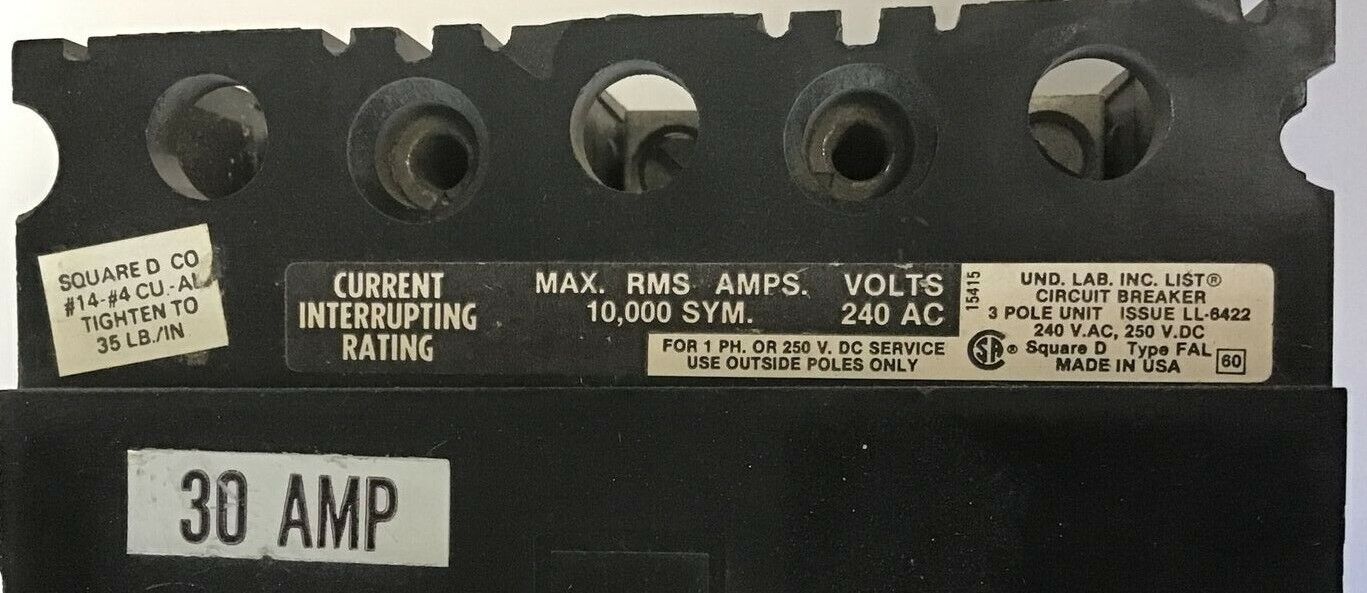 SQUARE D CO
#14-#4 CU.-AL
TIGHTEN TO
35 LB./IN
CURRENT
INTERRUPTING
RATING
MAX. RMS AMPS. VOLTS
10,000 SYM. 240 AC
FOR 1 PH. OR 250 V. DC SERVICE
USE OUTSIDE POLES ONLY
15415
UND. LAB. INC. LIST®
CIRCUIT BREAKER
3 POLE UNIT ISSUE LL-6422
240 V.AC, 250 V.DC
SA® Square D Type FAL
MADE IN USA 60
30 AMP